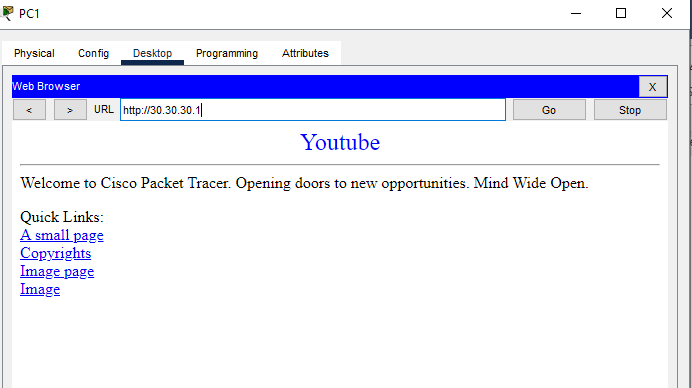 PC1
Physical Config Desktop Programming Attributes
Web Browser X
< > URL http://30.30.30.1 Go Stop
Youtube
Welcome to Cisco Packet Tracer. Opening doors to new opportunities. Mind Wide Open.
Quick Links:
A small page
Copyrights
Image page
Image